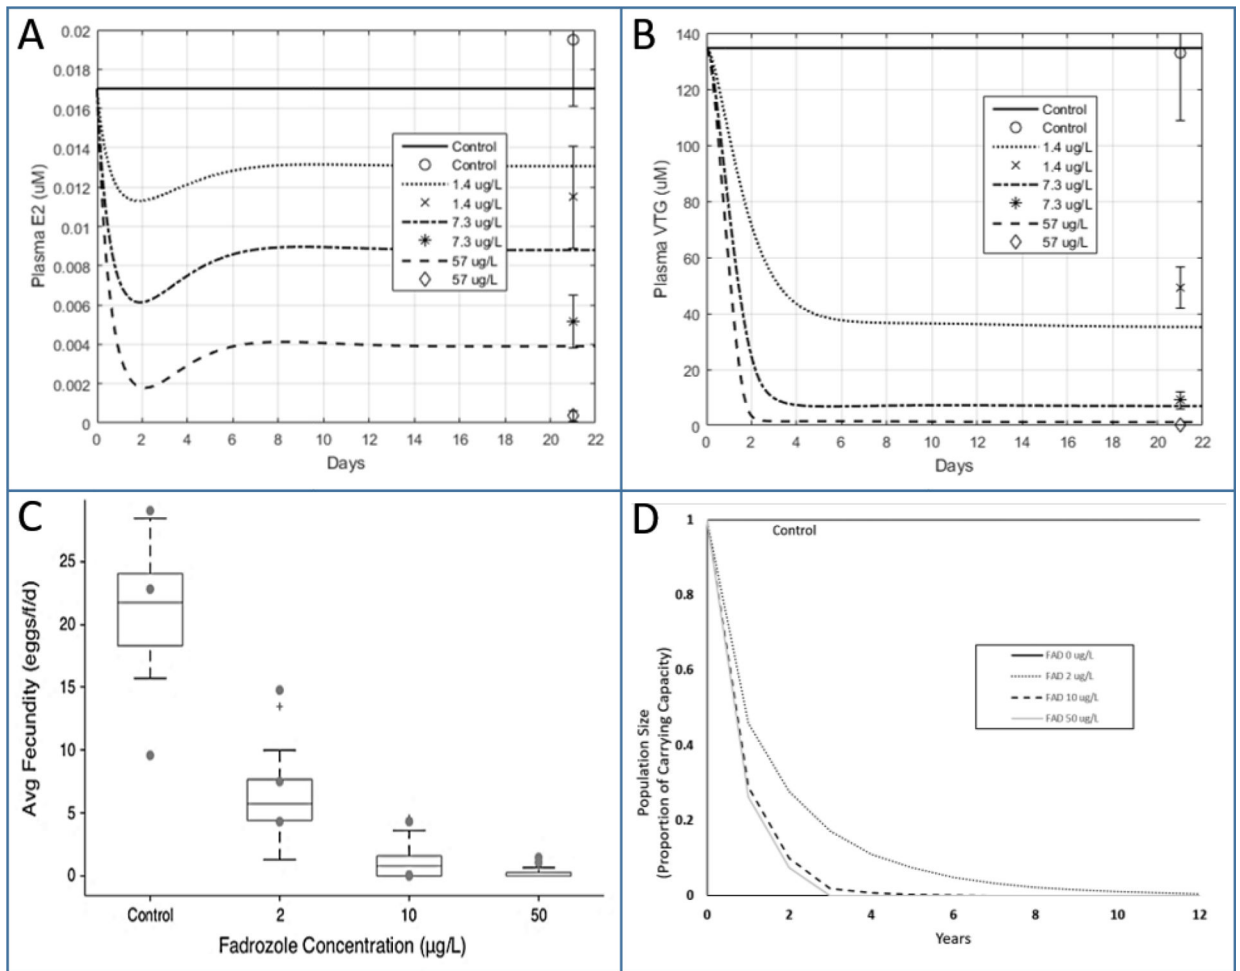 A
0.02
0.018
0.016
0.014
0.012
0.01
0.008
0.006
0.004
0.002
0
Plasma E2 (uM)
0 2 4 6 8 10 12 14 16 18 20 22
Days
Control
Control
1.4 ug/L
1.4 ug/L
7.3 ug/L
7.3 ug/L
57 ug/L
57 ug/L
B
140
120
100
80
60
40
20
0
Plasma VTG (uM)
0 2 4 6 8 10 12 14 16 18 20 22
Days
Control
Control
1.4 ug/L
1.4 ug/L
7.3 ug/L
7.3 ug/L
57 ug/L
57 ug/L
C
25
20
15
10
5
0
Avg Fecundity (eggs/f/d)
Control 2 10 50
Fadrozole Concentration (µg/L)
D
1
0.8
0.6
0.4
0.2
0
Population Size
(Proportion of Carrying Capacity)
Control
FAD 0 ug/L
FAD 2 ug/L
FAD 10 ug/L
FAD 50 ug/L
0 2 4 6 8 10 12
Years